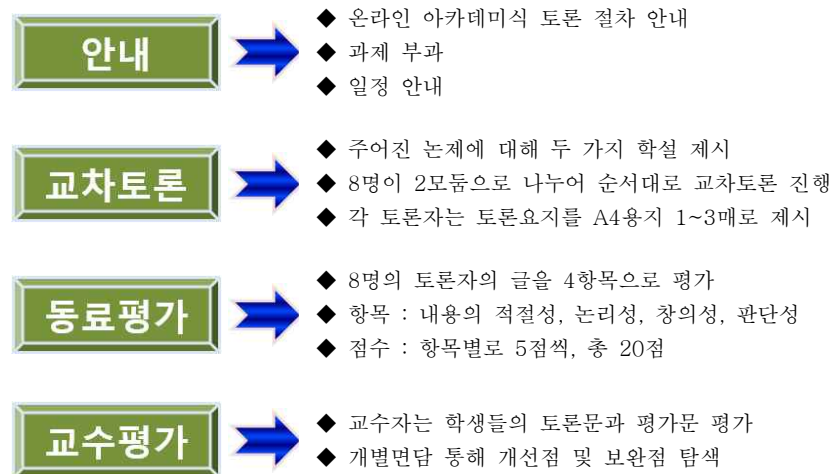 안내
◆ 온라인 아카데미식 토론 절차 안내
◆ 과제 부과
◆ 일정 안내
교차토론
◆ 주어진 논제에 대해 두 가지 학설 제시
◆ 8명이 2모둠으로 나누어 순서대로 교차토론 진행
◆ 각 토론자는 토론요지를 A4용지 1~3매로 제시
동료평가
◆ 8명의 토론자의 글을 4항목으로 평가
◆ 항목 : 내용의 적절성, 논리성, 창의성, 판단성
◆ 점수 : 항목별로 5점씩, 총 20점
교수평가
◆ 교수자는 학생들의 토론문과 평가문 평가
◆ 개별면담 통해 개선점 및 보완점 탐색